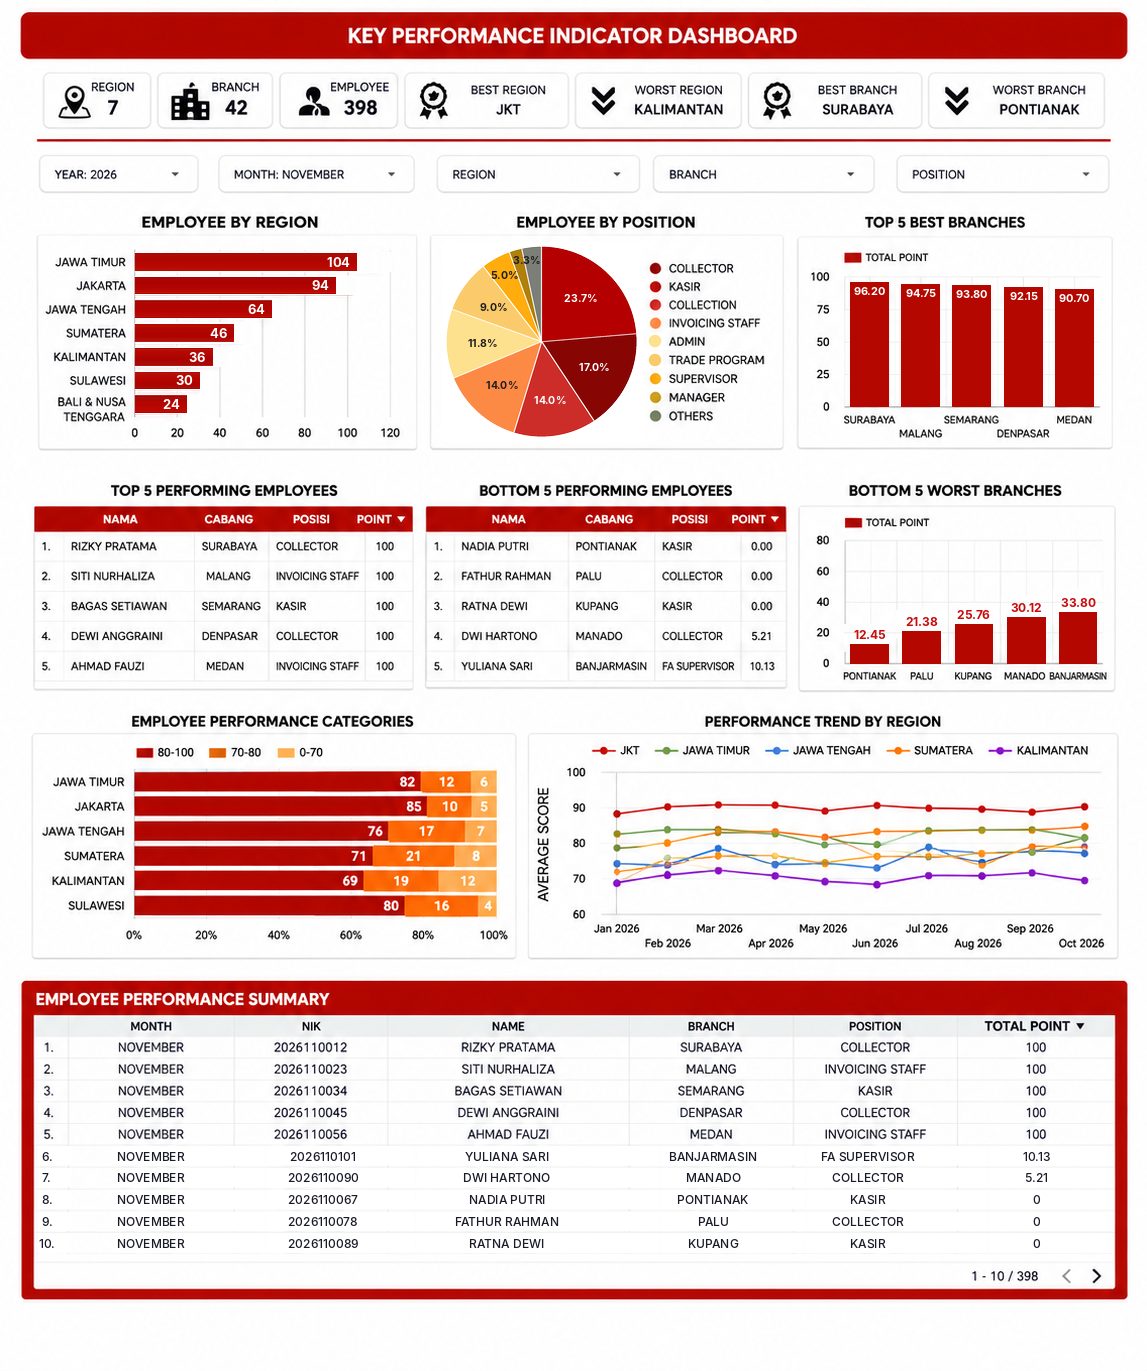 KEY PERFORMANCE INDICATOR DASHBOARD
REGION
7
BRANCH
42
EMPLOYEE
398
BEST REGION
JKT
WORST REGION
KALIMANTAN
BEST BRANCH
SURABAYA
WORST BRANCH
PONTIANAK
YEAR: 2026
MONTH: NOVEMBER
REGION
BRANCH
POSITION
EMPLOYEE BY REGION
JAWA TIMUR 104
JAKARTA 94
JAWA TENGAH 64
SUMATERA 46
KALIMANTAN 36
SULAWESI 30
BALI & NUSA
TENGGARA 24
0 20 40 60 80 100 120
EMPLOYEE BY POSITION
3.3%
5.0%
23.7%
9.0%
11.8%
17.0%
14.0%
14.0%
COLLECTOR
KASIR
COLLECTION
INVOICING STAFF
ADMIN
TRADE PROGRAM
SUPERVISOR
MANAGER
OTHERS
TOP 5 BEST BRANCHES
TOTAL POINT
100
75
50
25
0
96.20 94.75 93.80 92.15 90.70
SURABAYA SEMARANG MEDAN
MALANG DENPASAR
TOP 5 PERFORMING EMPLOYEES
NAMA CABANG POSISI POINT ▼
1. RIZKY PRATAMA SURABAYA COLLECTOR 100
2. SITI NURHALIZA MALANG INVOICING STAFF 100
3. BAGAS SETIAWAN SEMARANG KASIR 100
4. DEWI ANGGRAINI DENPASAR COLLECTOR 100
5. AHMAD FAUZI MEDAN INVOICING STAFF 100
BOTTOM 5 PERFORMING EMPLOYEES
NAMA CABANG POSISI POINT ▼
1. NADIA PUTRI PONTIANAK KASIR 0.00
2. FATHUR RAHMAN PALU COLLECTOR 0.00
3. RATNA DEWI KUPANG KASIR 0.00
4. DWI HARTONO MANADO COLLECTOR 5.21
5. YULIANA SARI BANJARMASIN FA SUPERVISOR 10.13
BOTTOM 5 WORST BRANCHES
TOTAL POINT
80
60
40
20
0
12.45 21.38 25.76 30.12 33.80
PONTIANAK PALU KUPANG MANADO BANJARMASIN
EMPLOYEE PERFORMANCE CATEGORIES
80-100 70-80 0-70
JAWA TIMUR 82 12 6
JAKARTA 85 10 5
JAWA TENGAH 76 17 7
SUMATERA 71 21 8
KALIMANTAN 69 19 12
SULAWESI 80 16 4
0% 20% 40% 60% 80% 100%
PERFORMANCE TREND BY REGION
JKT JAWA TIMUR JAWA TENGAH SUMATERA KALIMANTAN
AVERAGE SCORE
100
90
80
70
60
Jan 2026 Mar 2026 May 2026 Jul 2026 Sep 2026
Feb 2026 Apr 2026 Jun 2026 Aug 2026 Oct 2026
EMPLOYEE PERFORMANCE SUMMARY
MONTH NIK NAME BRANCH POSITION TOTAL POINT ▼
1. NOVEMBER 2026110012 RIZKY PRATAMA SURABAYA COLLECTOR 100
2. NOVEMBER 2026110023 SITI NURHALIZA MALANG INVOICING STAFF 100
3. NOVEMBER 2026110034 BAGAS SETIAWAN SEMARANG KASIR 100
4. NOVEMBER 2026110045 DEWI ANGGRAINI DENPASAR COLLECTOR 100
5. NOVEMBER 2026110056 AHMAD FAUZI MEDAN INVOICING STAFF 100
6. NOVEMBER 2026110101 YULIANA SARI BANJARMASIN FA SUPERVISOR 10.13
7. NOVEMBER 2026110090 DWI HARTONO MANADO COLLECTOR 5.21
8. NOVEMBER 2026110067 NADIA PUTRI PONTIANAK KASIR 0
9. NOVEMBER 2026110078 FATHUR RAHMAN PALU COLLECTOR 0
10. NOVEMBER 2026110089 RATNA DEWI KUPANG KASIR 0
1 - 10 / 398